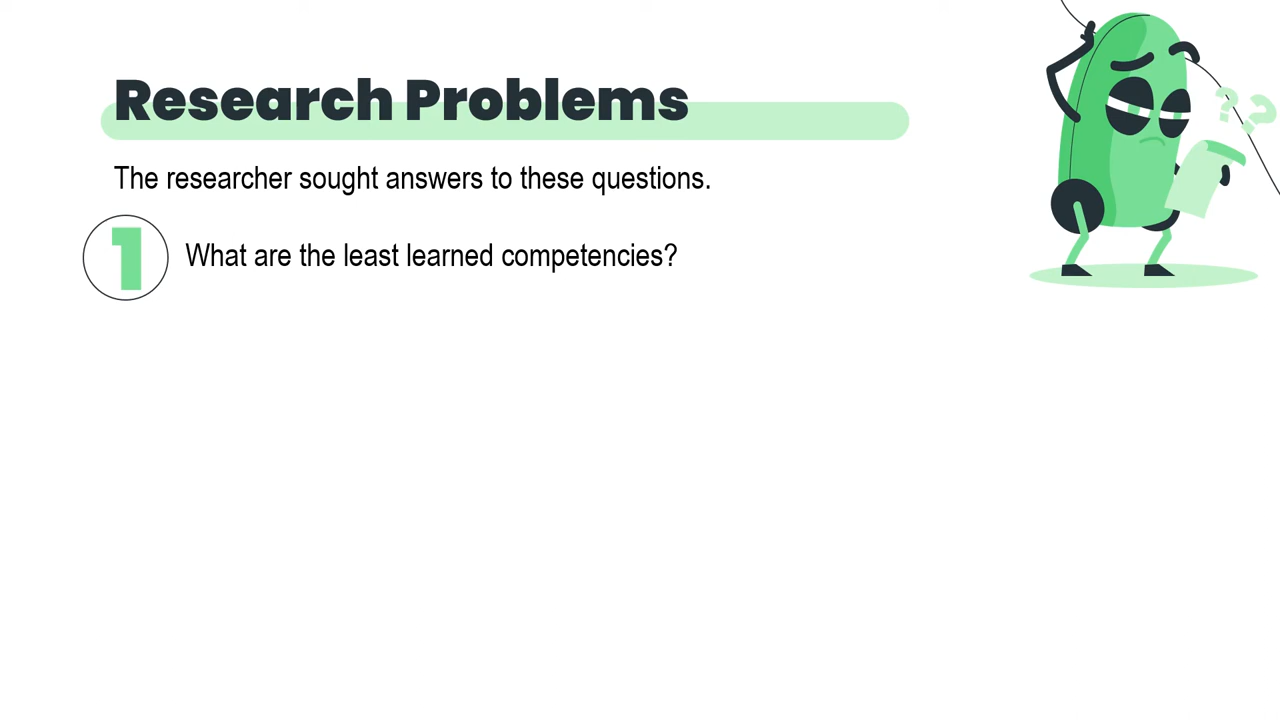 Research Problems
The researcher sought answers to these questions.
1 What are the least learned competencies?
? ?